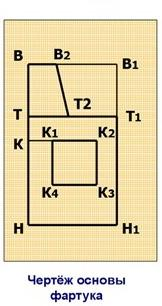 В В2 В1
Т Т2 Т1
К К1 К2
К4 К3
Н Н1
Чертёж основы
фартука